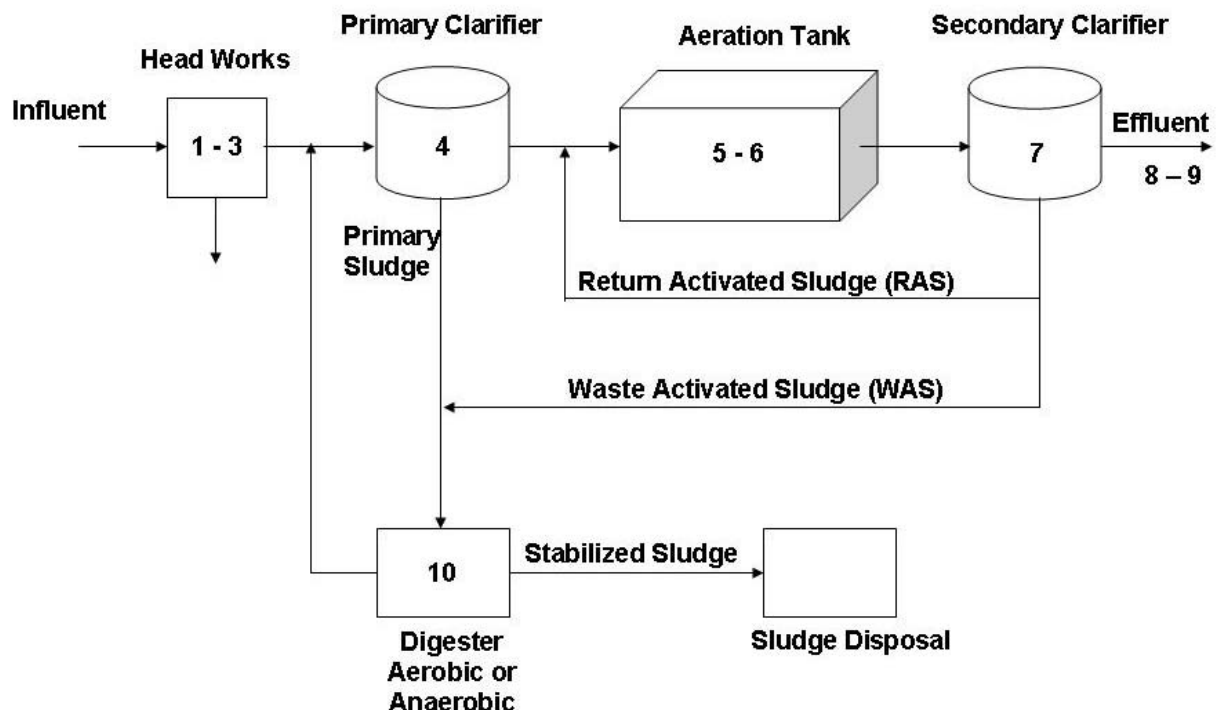 Primary Clarifier
Aeration Tank
Secondary Clarifier
Head Works
Influent
Effluent
1 - 3
4
5 - 6
7
8 – 9
Primary
Sludge
Return Activated Sludge (RAS)
Waste Activated Sludge (WAS)
10
Stabilized Sludge
Digester
Aerobic or
Anaerobic
Sludge Disposal